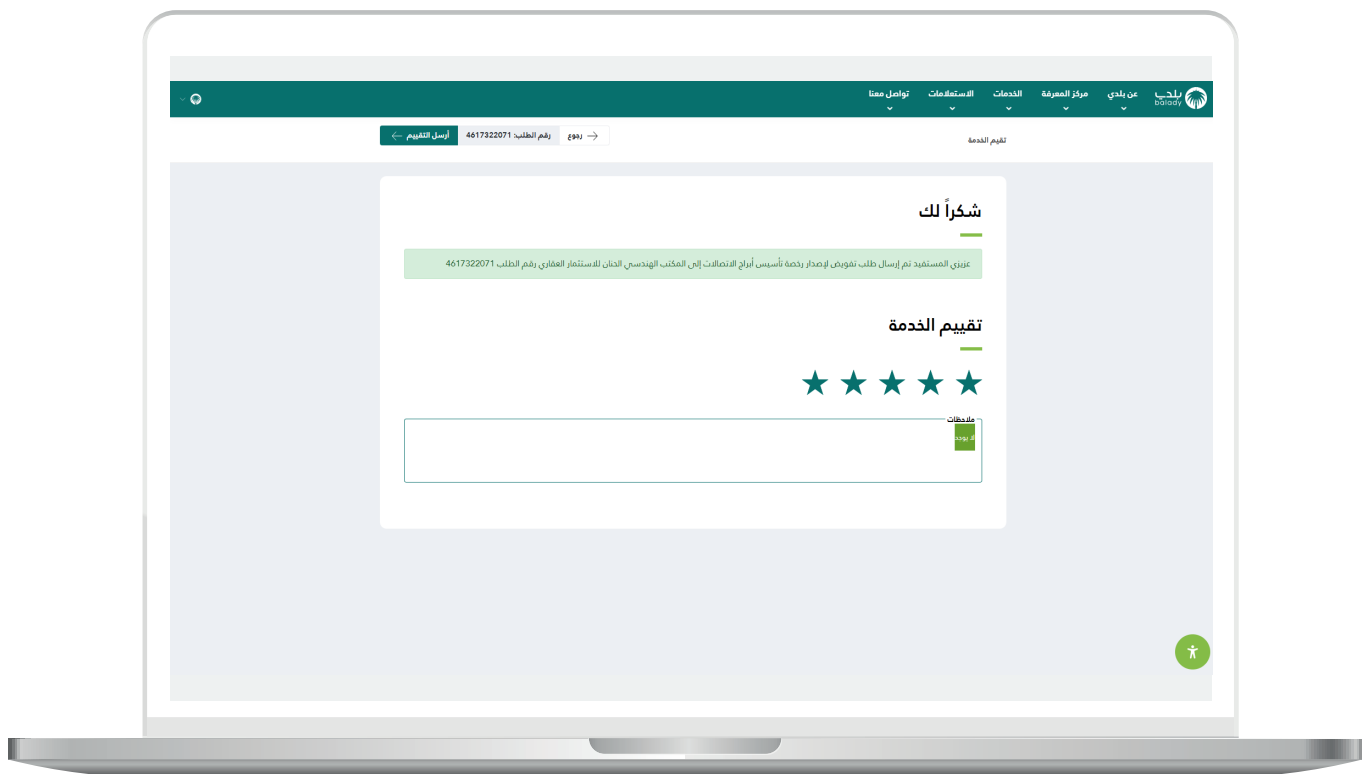 بلدي
balady
عن بلدي
مركز المعرفة
الخدمات
الاستعلامات
تواصل معنا
تقيم الخدمة
رجوع
رقم الطلب: 4617322071
أرسل التقييم
شكراً لك
عزيزي المستفيد تم إرسال طلب تفويض لإصدار رخصة تأسيس أبراج الاتصالات إلى المكتب الهندسي الحنان للاستثمار العقاري رقم الطلب 4617322071
تقييم الخدمة
ملاحظات
لا يوجد